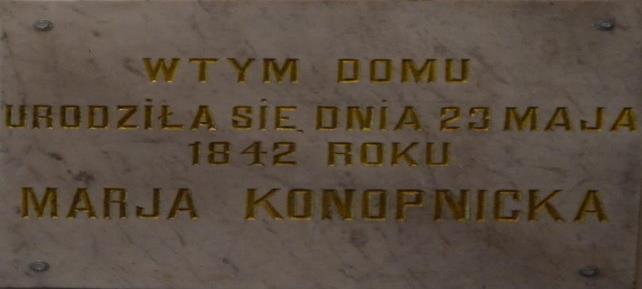 WTYM DOMU
URODZIŁA SIĘ DNIA 23 MAJA
1842 ROKU
MARJA KONOPNICKA